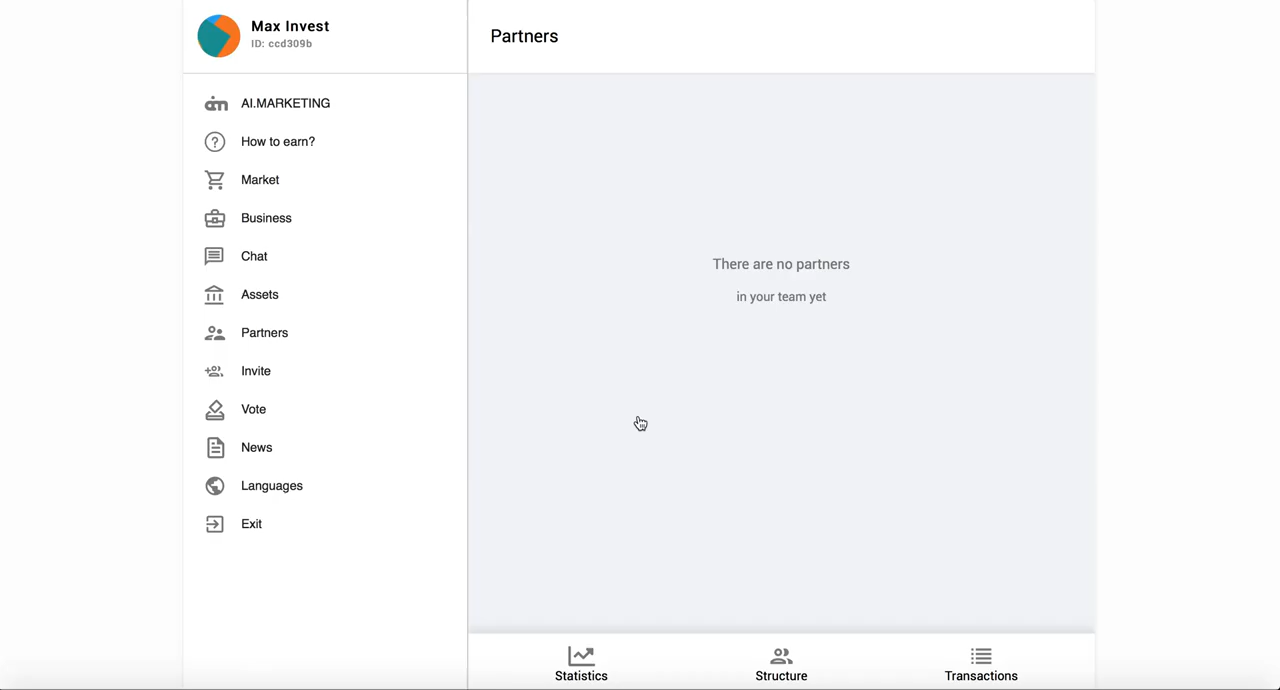 Max Invest
ID: ccd309b
Partners
AI.MARKETING
How to earn?
Market
Business
Chat
Assets
Partners
Invite
Vote
News
Languages
Exit
There are no partners
in your team yet
Statistics
Structure
Transactions